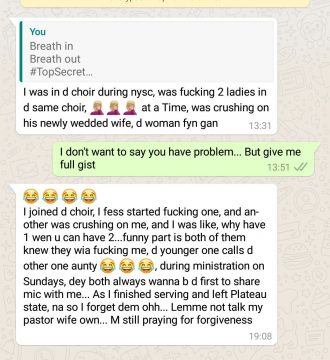 You
Breath in
Breath out
#TopSecret...
I was in d choir during nysc, was fucking 2 ladies in
d same choir, 🤦🏼‍♀️🤦🏼‍♀️🤦🏼‍♀️ at a Time, was crushing on
his newly wedded wife, d woman fyn gan
13:31
I don't want to say you have problem... But give me
full gist
13:51
😂😂😂😂
I joined d choir, I fess started fucking one, and an-
other was crushing on me, and I was like, why have
1 wen u can have 2...funny part is both of them
knew they wia fucking me, d younger one calls d
other one aunty 😂😂😂, during ministration on
Sundays, dey both always wanna b d first to share
mic with me... As I finished serving and left Plateau
state, na so I forget dem ohh... Lemme not talk my
pastor wife own... M still praying for forgiveness
19:08